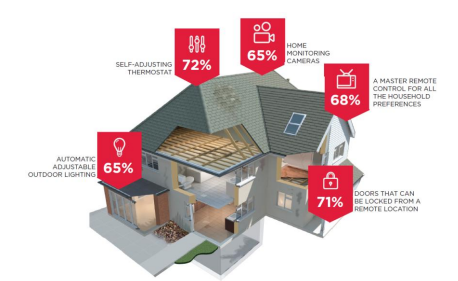 SELF-ADJUSTING
THERMOSTAT
72%
65%
HOME
MONITORING
CAMERAS
68%
A MASTER REMOTE
CONTROL FOR ALL
THE HOUSEHOLD
PREFERENCES
AUTOMATIC
ADJUSTABLE
OUTDOOR LIGHTING
65%
71%
DOORS THAT CAN
BE LOCKED FROM A
REMOTE LOCATION